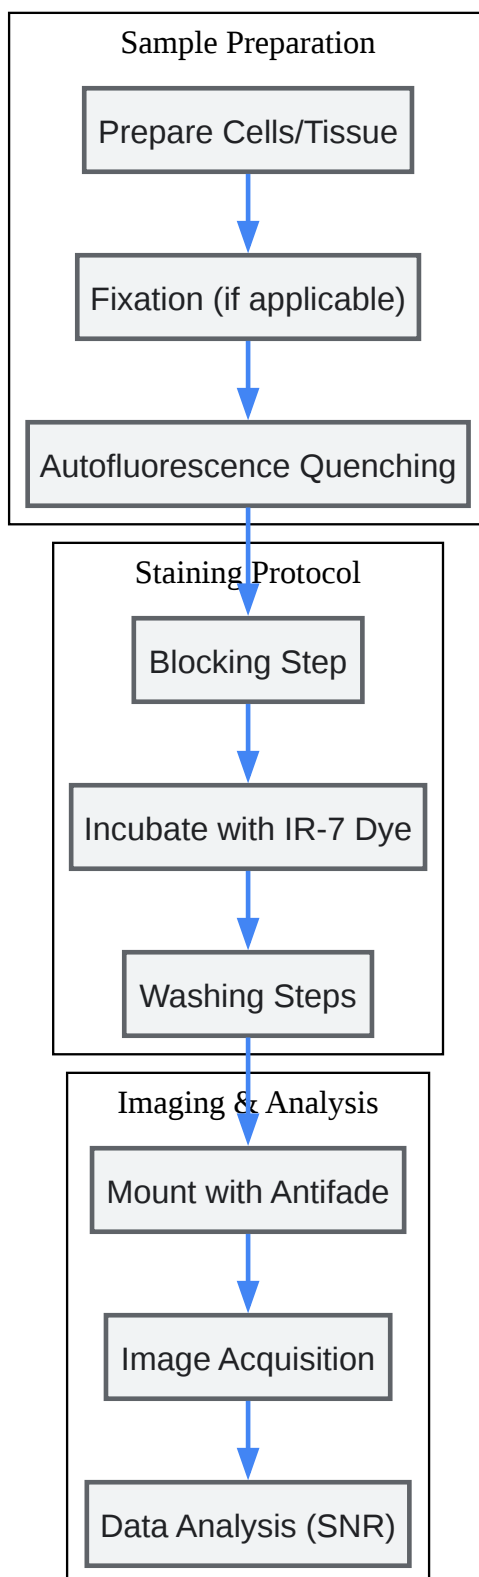 Sample Preparation
Prepare Cells/Tissue
Fixation (if applicable)
Autofluorescence Quenching
Staining Protocol
Blocking Step
Incubate with IR-7 Dye
Washing Steps
Imaging & Analysis
Mount with Antifade
Image Acquisition
Data Analysis (SNR)